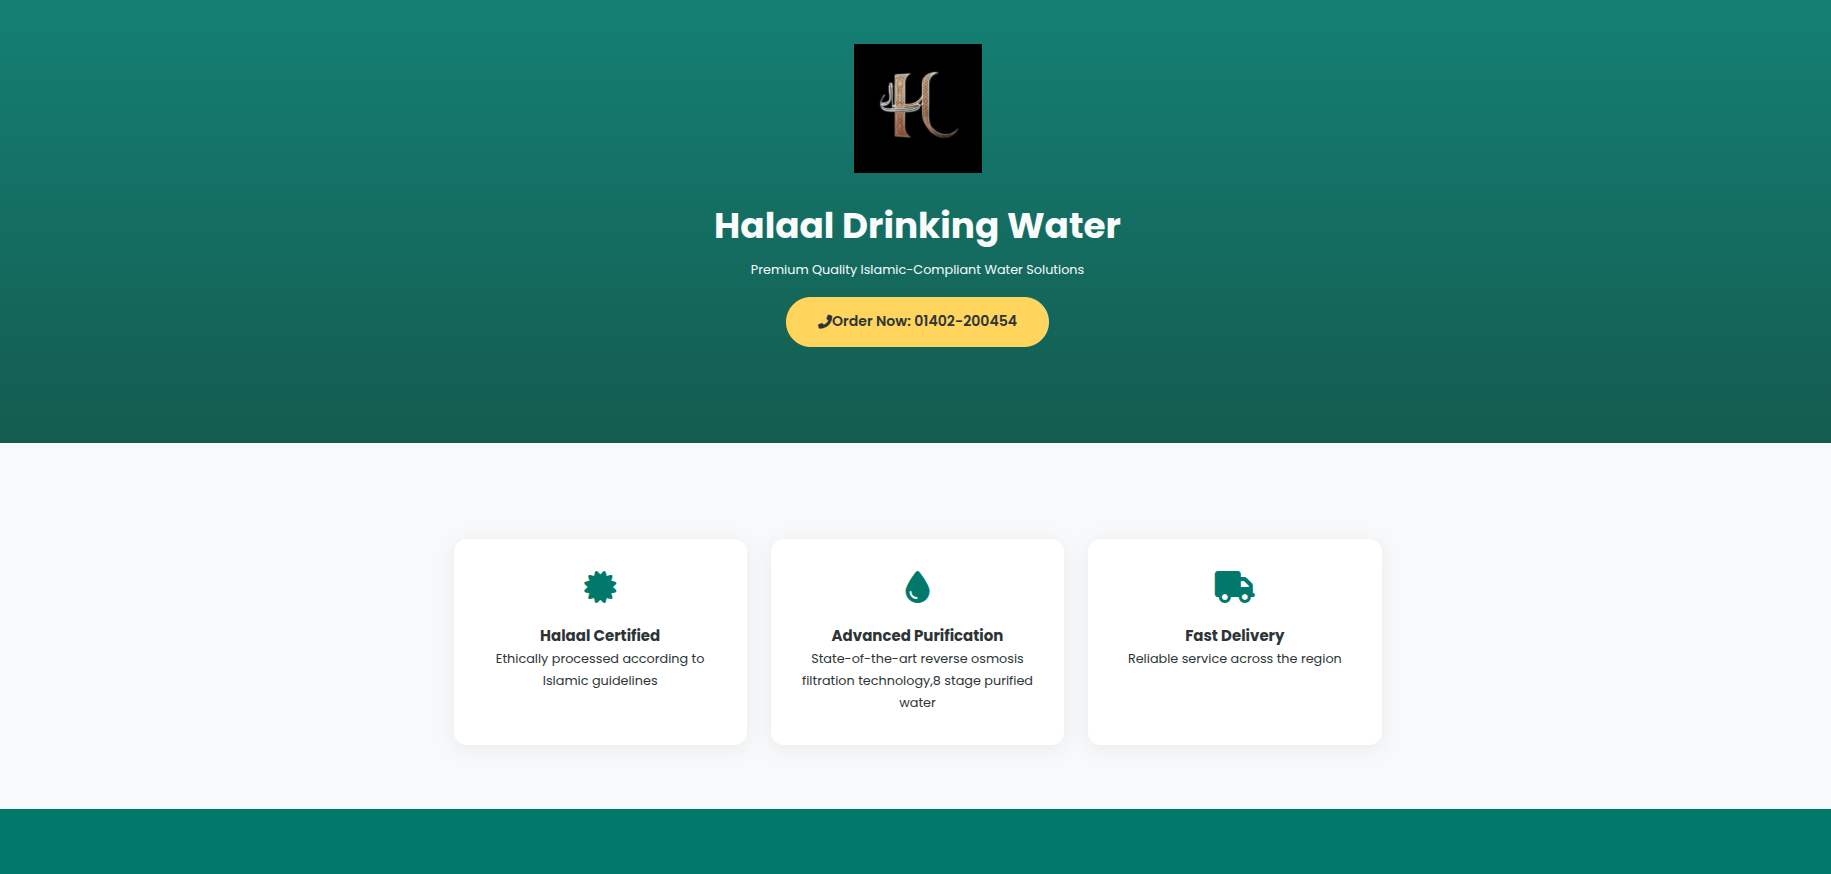 H
Halaal Drinking Water
Premium Quality Islamic-Compliant Water Solutions
Order Now: 01402-200454
Halaal Certified
Ethically processed according to
Islamic guidelines
Advanced Purification
State-of-the-art reverse osmosis
filtration technology,8 stage purified
water
Fast Delivery
Reliable service across the region